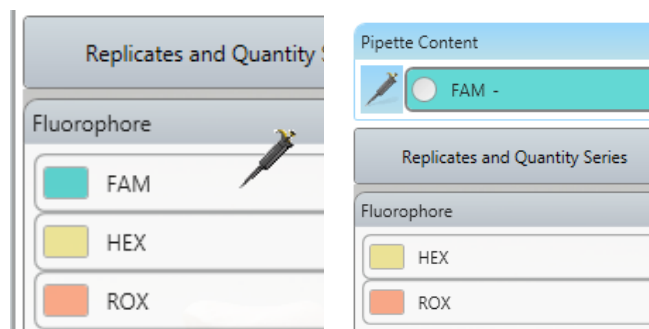 Replicates and Quantity
Fluorophore
FAM
HEX
ROX
Pipette Content
FAM -
Replicates and Quantity Series
Fluorophore
HEX
ROX